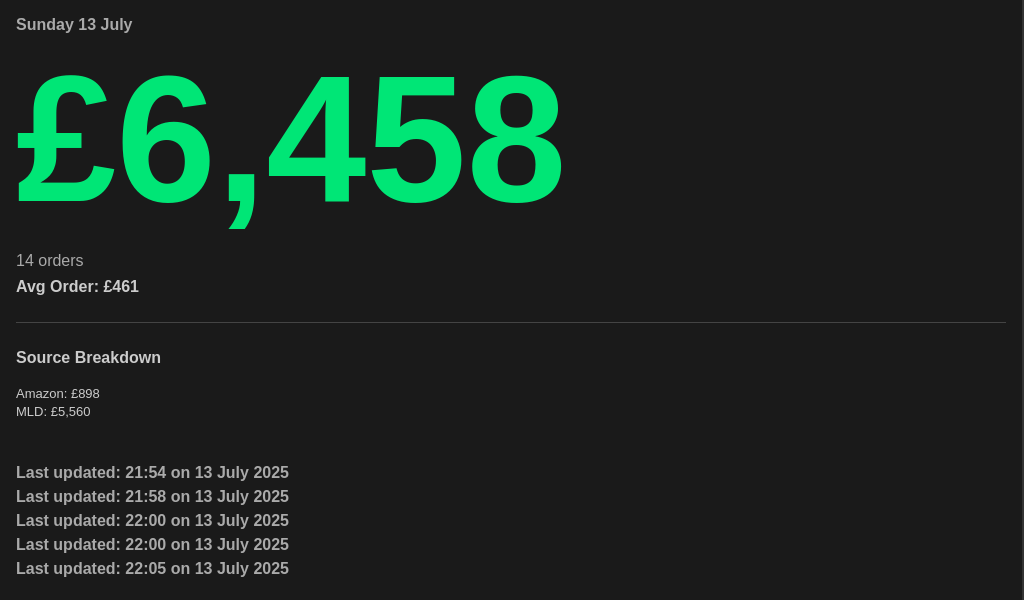 Sunday 13 July
£6,458
14 orders
Avg Order: £461
Source Breakdown
Amazon: £898
MLD: £5,560
Last updated: 21:54 on 13 July 2025
Last updated: 21:58 on 13 July 2025
Last updated: 22:00 on 13 July 2025
Last updated: 22:00 on 13 July 2025
Last updated: 22:05 on 13 July 2025